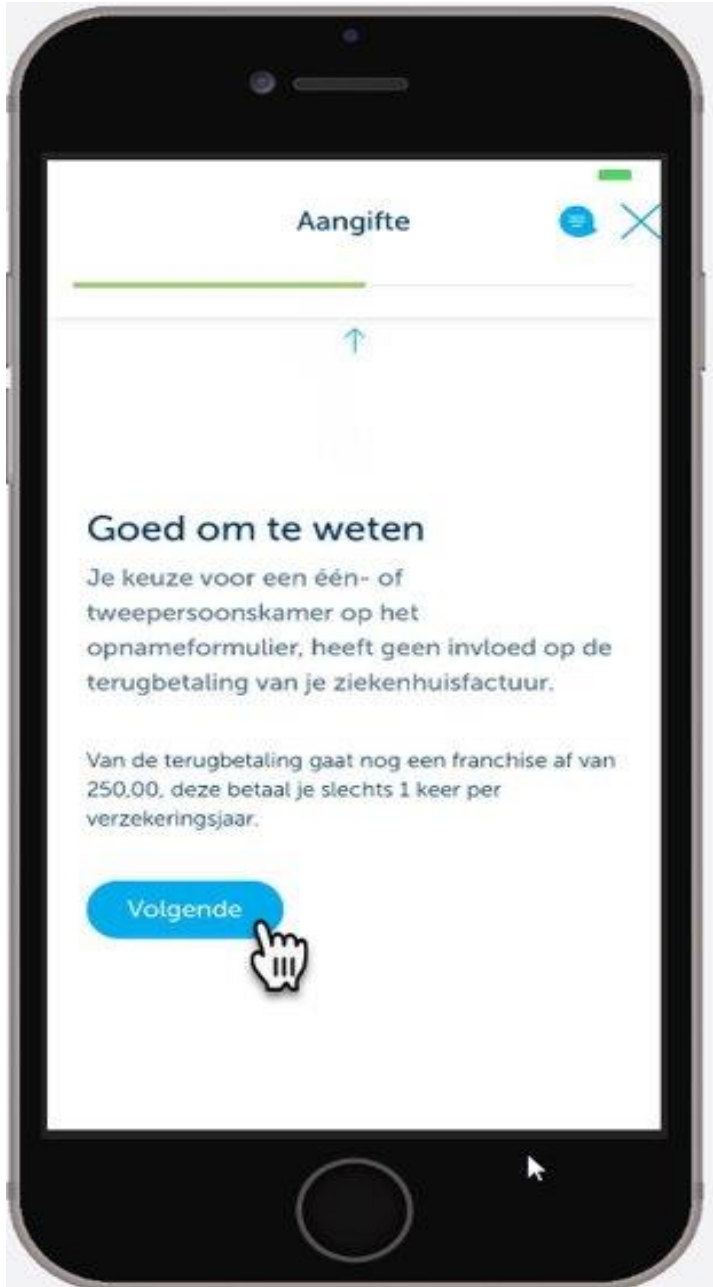 Aangifte
Goed om te weten
Je keuze voor een één- of
tweepersoonskamer op het
opnameformulier, heeft geen invloed op de
terugbetaling van je ziekenhuisfactuur.
Van de terugbetaling gaat nog een franchise af van
250,00, deze betaal je slechts 1 keer per
verzekeringsjaar.
Volgende